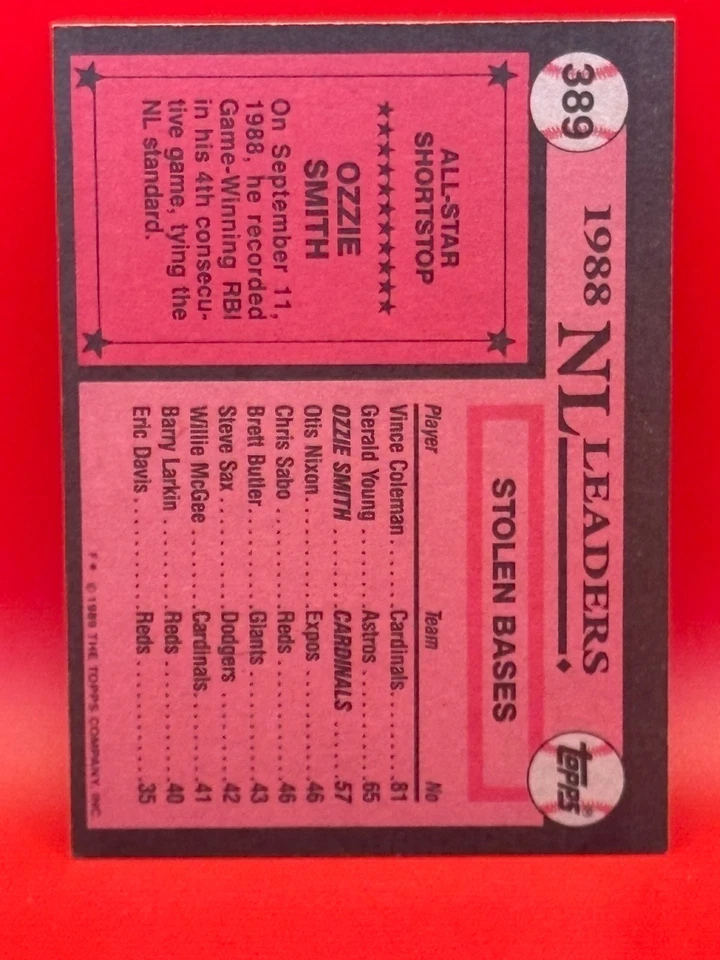 389
1988 NL LEADERS
topps®
ALL-STAR
SHORTSTOP
★★★★★★★★★★★
OZZIE
SMITH
On September 11,
1988, he recorded
Game-Winning RBI
in his 4th consecu-
tive game, tying the
NL standard.
STOLEN BASES
Player Team No
Vince Coleman......Cardinals...81
Gerald Young.......Astros......65
OZZIE SMITH......CARDINALS.....57
Otis Nixon.........Expos.......46
Chris Sabo.........Reds........46
Brett Butler.......Giants......43
Steve Sax..........Dodgers.....42
Willie McGee.......Cardinals...41
Barry Larkin.......Reds........40
Eric Davis.........Reds........35
F* © 1989 THE TOPPS COMPANY, INC.